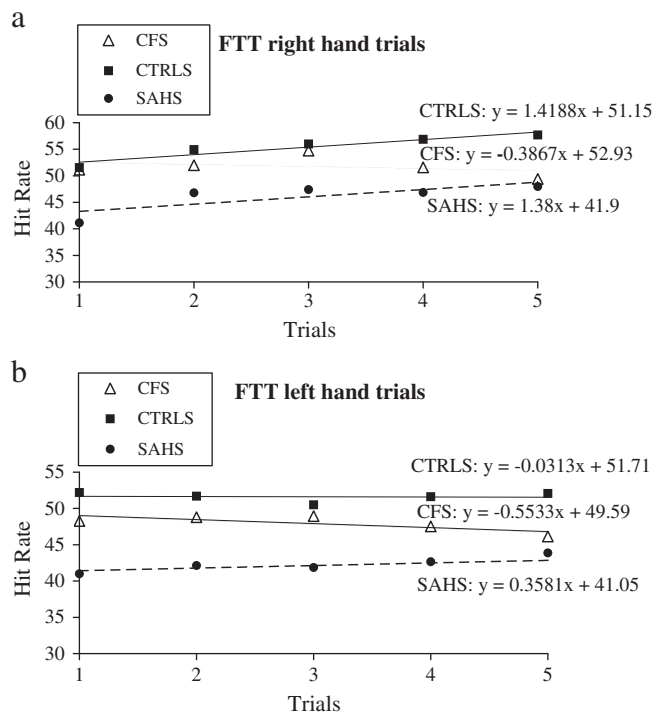 a
FTT right hand trials
CFS
CTRLS
SAHS
CTRLS: y = 1.4188x + 51.15
CFS: y = -0.3867x + 52.93
SAHS: y = 1.38x + 41.9
Hit Rate
60
55
50
45
40
35
30
1 2 3 4 5
Trials
b
FTT left hand trials
CFS
CTRLS
SAHS
CTRLS: y = -0.0313x + 51.71
CFS: y = -0.5533x + 49.59
SAHS: y = 0.3581x + 41.05
Hit Rate
55
50
45
40
35
30
1 2 3 4 5
Trials